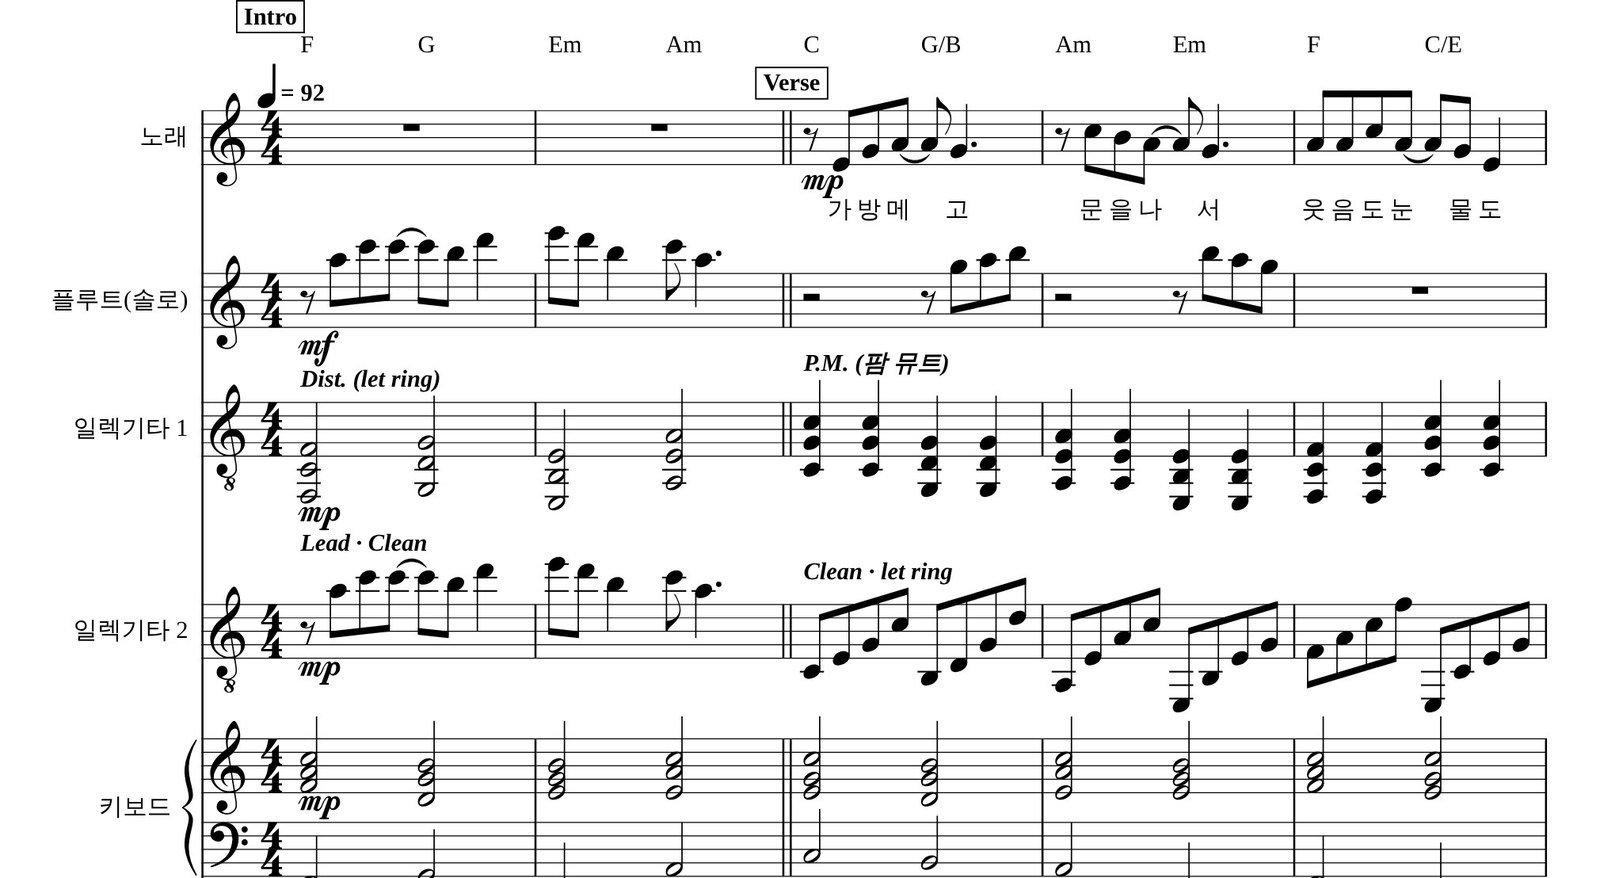 Intro
F G Em Am C G/B Am Em F C/E
= 92
Verse
노래
mp
가 방 메 고 문 을 나 서 웃 음 도 눈 물 도
플루트(솔로)
mf
Dist. (let ring)
P.M. (팜 뮤트)
일렉기타 1
mp
Lead · Clean
Clean · let ring
일렉기타 2
mp
키보드
mp